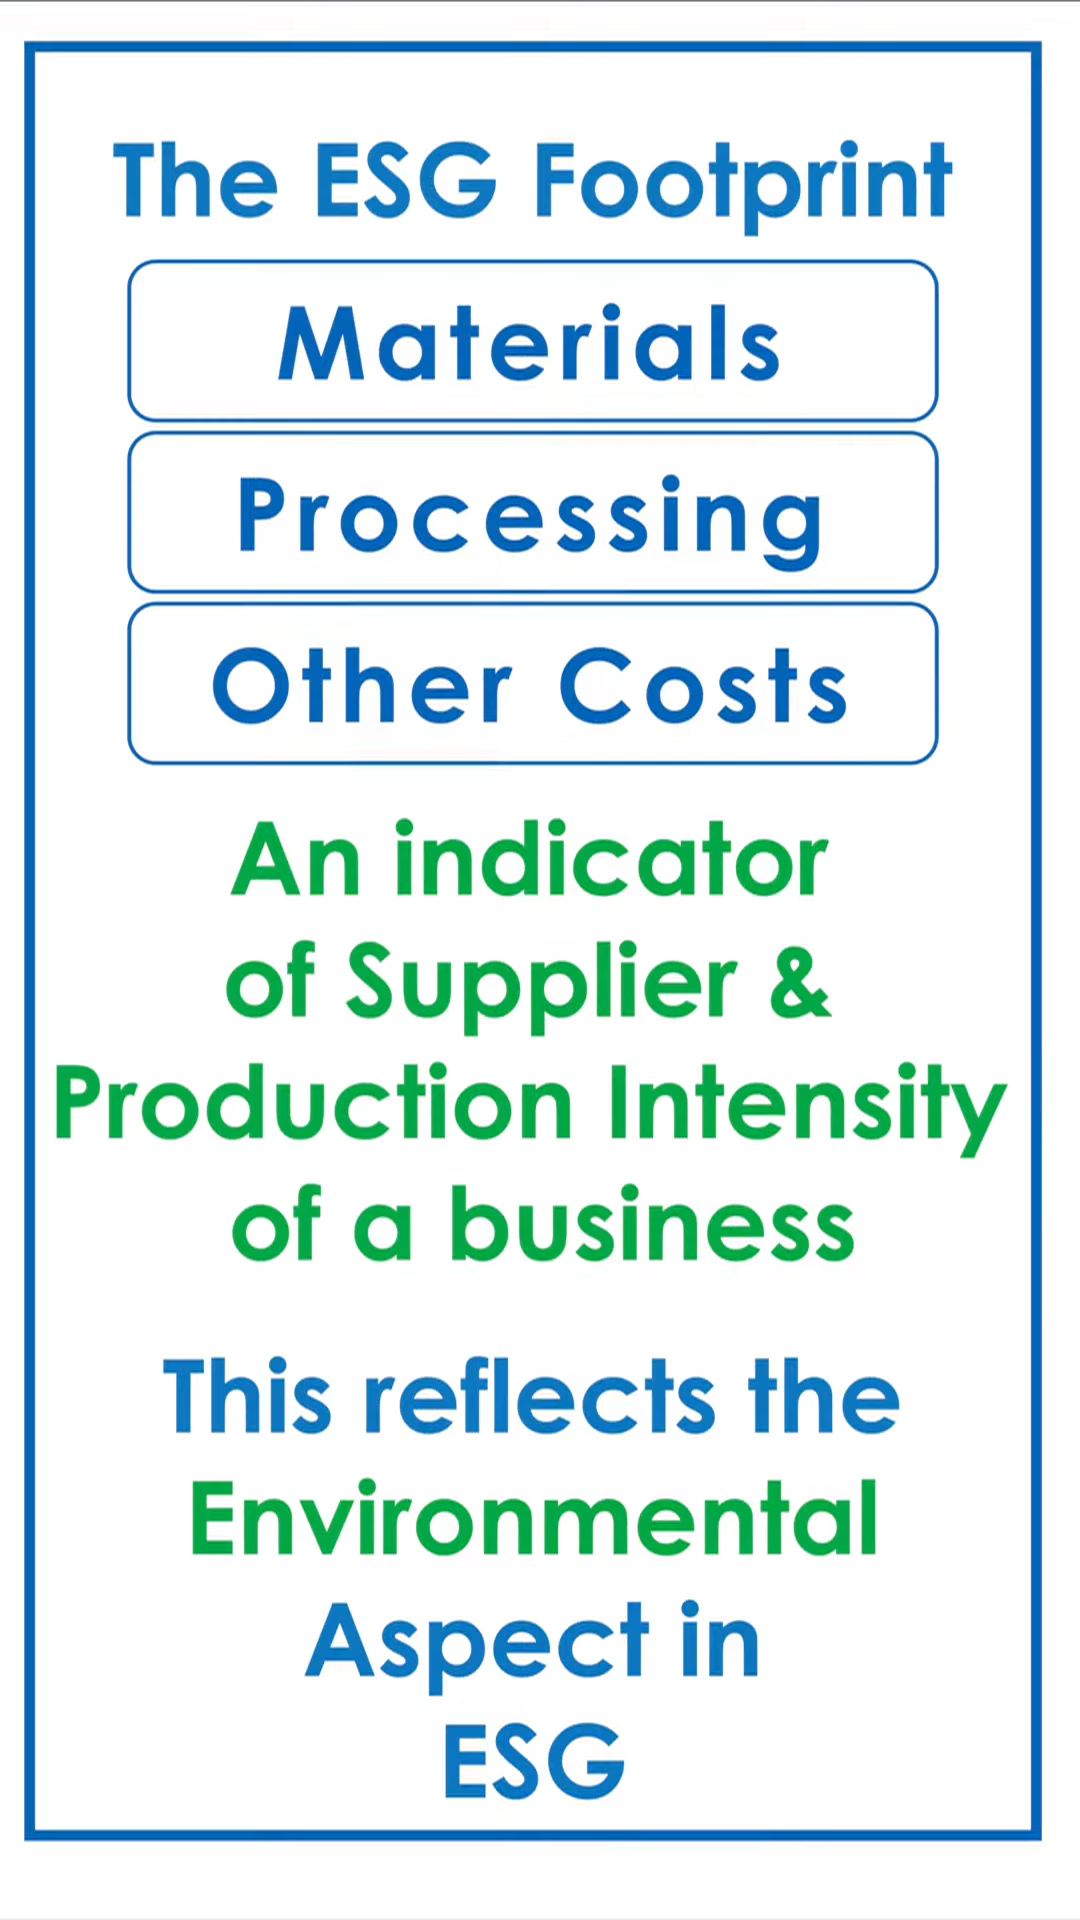 The ESG Footprint
Materials
Processing
Other Costs
An indicator
of Supplier &
Production Intensity
of a business
This reflects the
Environmental
Aspect in
ESG